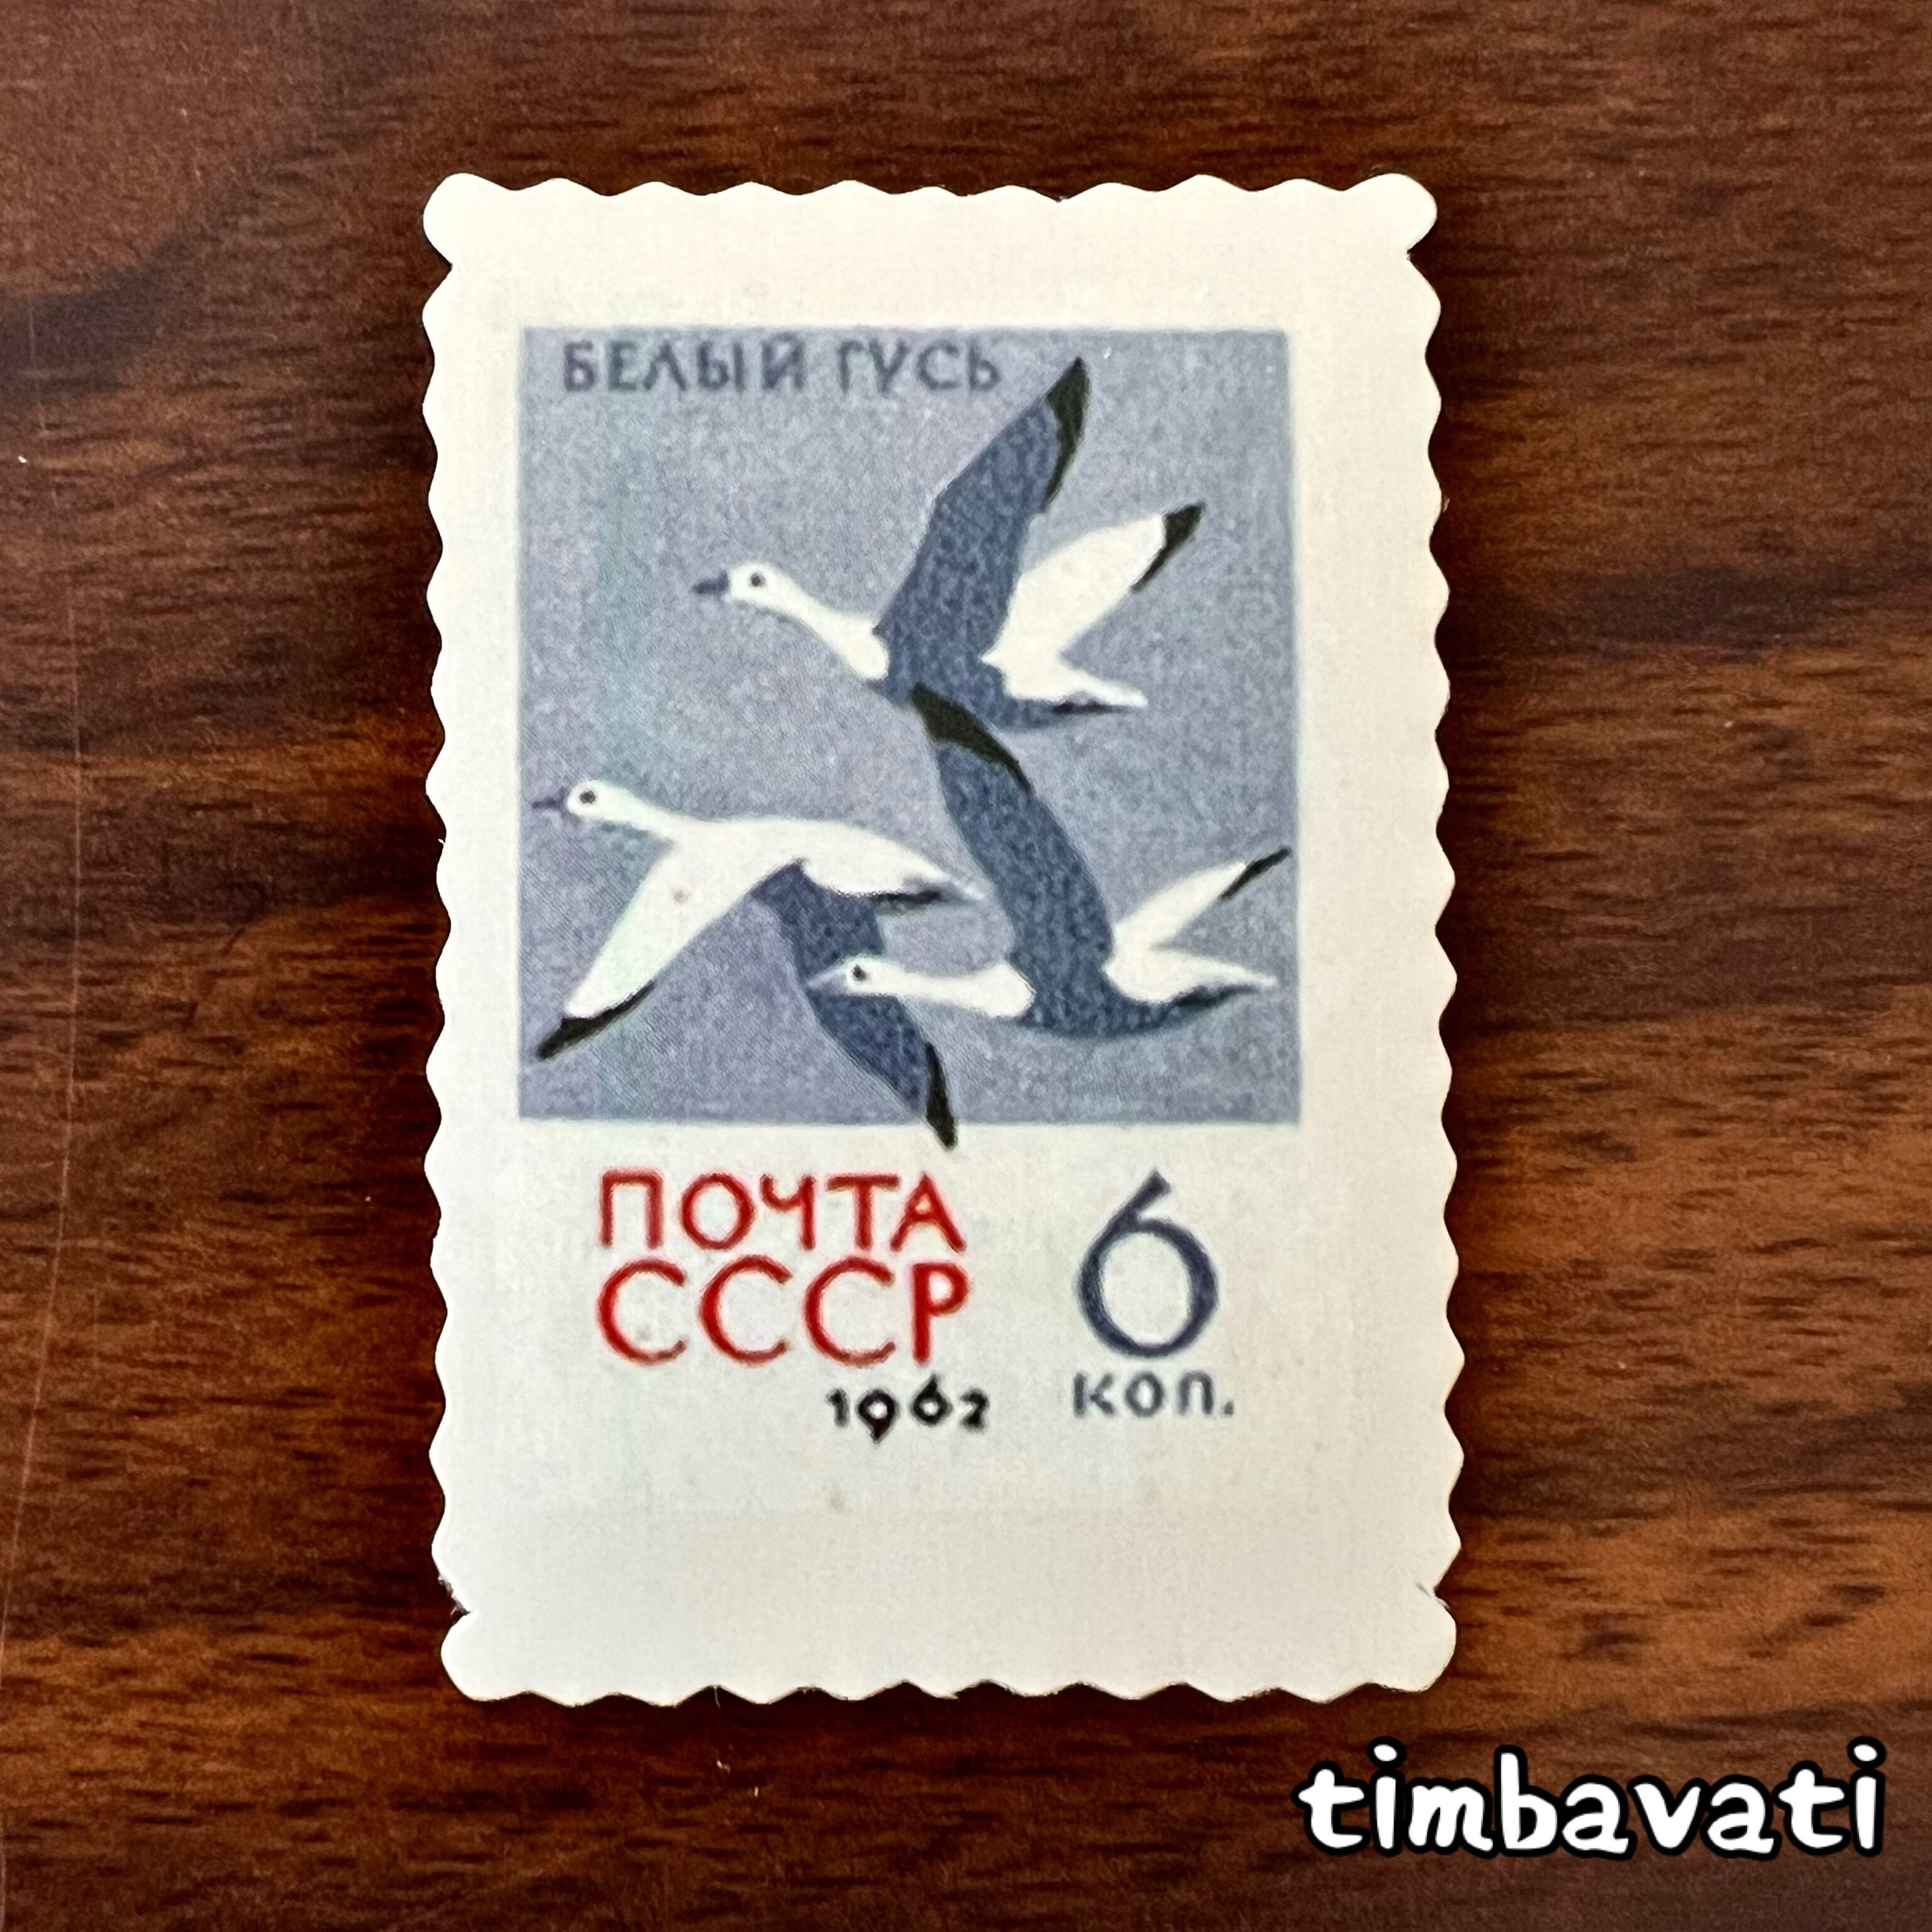 БЕЛЫЙ ГУСЬ
ПОЧТА
СССР
1962
6
коп.
timbavati